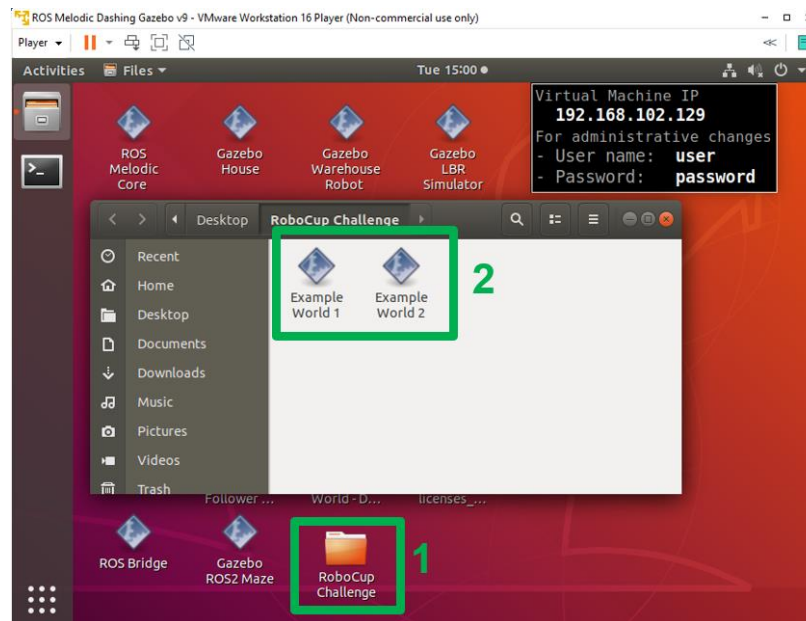 ROS Melodic Dashing Gazebo v9 - VMware Workstation 16 Player (Non-commercial use only)
Player
Activities
Files
Tue 15:00
Virtual Machine IP
192.168.102.129
For administrative changes
- User name: user
- Password: password
ROS
Melodic
Core
Gazebo
House
Gazebo
Warehouse
Robot
Gazebo
LBR
Simulator
Desktop
RoboCup Challenge
Recent
Home
Desktop
Documents
Downloads
Music
Pictures
Videos
Trash
Example
World 1
Example
World 2
2
Follower ...
World - D...
licenses_...
ROS Bridge
Gazebo
ROS2 Maze
RoboCup
Challenge
1